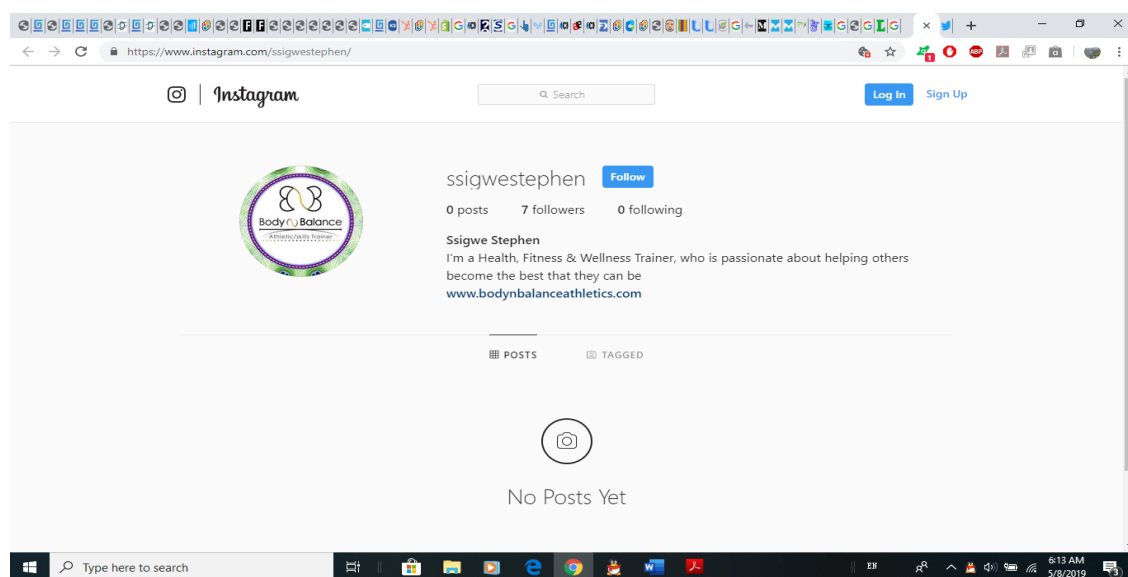 https://www.instagram.com/ssigwestephen/
1
ABP
Instagram
Search
Log In
Sign Up
ssigwestephen
Follow
0 posts 7 followers 0 following
Ssigwe Stephen
I'm a Health, Fitness & Wellness Trainer, who is passionate about helping others
become the best that they can be
www.bodynbalanceathletics.com
Body N Balance
Athletic/skills Trainer
POSTS TAGGED
No Posts Yet
Type here to search
EN
6:13 AM
5/8/2019
3